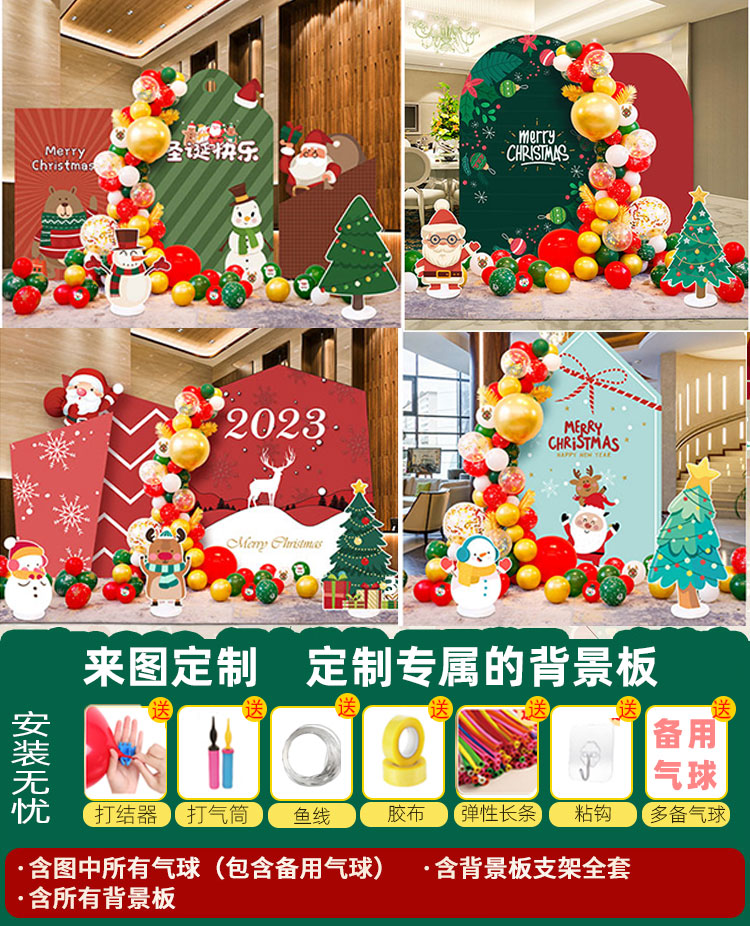 Merry
Christmas
圣诞快乐
merry
CHRISTMAS
2023
Merry Christmas
MERRY
CHRISTMAS
HAPPY NEW YEAR
来图定制 定制专属的背景板
安装无忧
送 送 送 送 送 送 送
备用
气球
打结器 打气筒 鱼线 胶布 弹性长条 粘钩 多备气球
·含图中所有气球（包含备用气球） ·含背景板支架全套
·含所有背景板